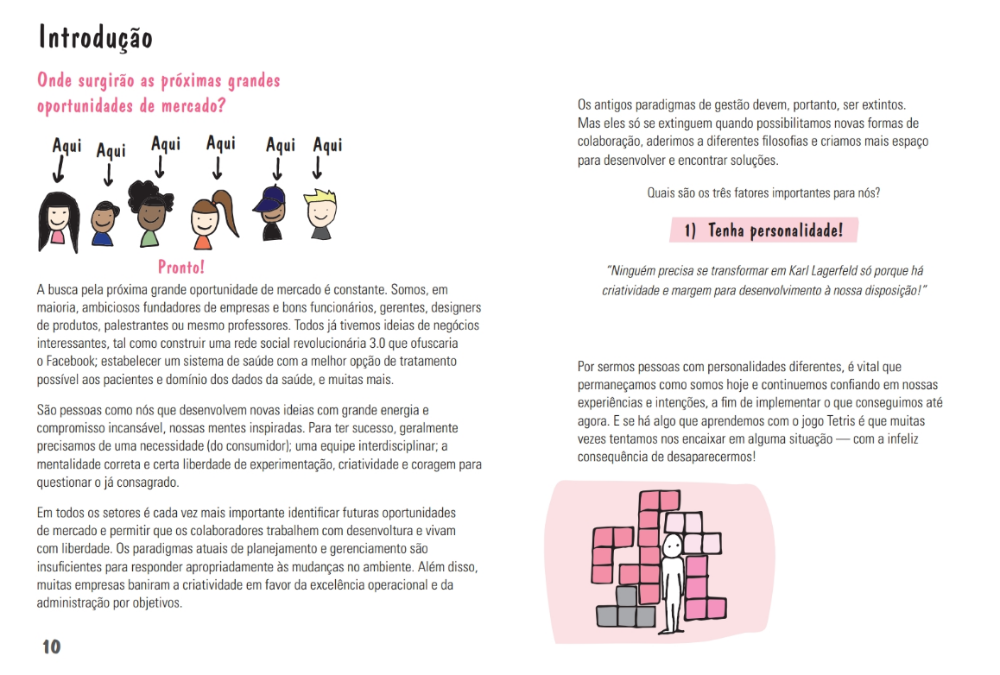 Introdução
Onde surgirão as próximas grandes
oportunidades de mercado?
Aqui Aqui Aqui Aqui Aqui Aqui
Pronto!
A busca pela próxima grande oportunidade de mercado é constante. Somos, em
maioria, ambiciosos fundadores de empresas e bons funcionários, gerentes, designers
de produtos, palestrantes ou mesmo professores. Todos já tivemos ideias de negócios
interessantes, tal como construir uma rede social revolucionária 3.0 que ofuscaria
o Facebook; estabelecer um sistema de saúde com a melhor opção de tratamento
possível aos pacientes e domínio dos dados da saúde, e muitas mais.
São pessoas como nós que desenvolvem novas ideias com grande energia e
compromisso incansável, nossas mentes inspiradas. Para ter sucesso, geralmente
precisamos de uma necessidade (do consumidor); uma equipe interdisciplinar; a
mentalidade correta e certa liberdade de experimentação, criatividade e coragem para
questionar o já consagrado.
Em todos os setores é cada vez mais importante identificar futuras oportunidades
de mercado e permitir que os colaboradores trabalhem com desenvoltura e vivam
com liberdade. Os paradigmas atuais de planejamento e gerenciamento são
insuficientes para responder apropriadamente às mudanças no ambiente. Além disso,
muitas empresas baniram a criatividade em favor da excelência operacional e da
administração por objetivos.
10
Os antigos paradigmas de gestão devem, portanto, ser extintos.
Mas eles só se extinguem quando possibilitamos novas formas de
colaboração, aderimos a diferentes filosofias e criamos mais espaço
para desenvolver e encontrar soluções.
Quais são os três fatores importantes para nós?
1) Tenha personalidade!
“Ninguém precisa se transformar em Karl Lagerfeld só porque há
criatividade e margem para desenvolvimento à nossa disposição!”
Por sermos pessoas com personalidades diferentes, é vital que
permaneçamos como somos hoje e continuemos confiando em nossas
experiências e intenções, a fim de implementar o que conseguimos até
agora. E se há algo que aprendemos com o jogo Tetris é que muitas
vezes tentamos nos encaixar em alguma situação — com a infeliz
consequência de desaparecermos!